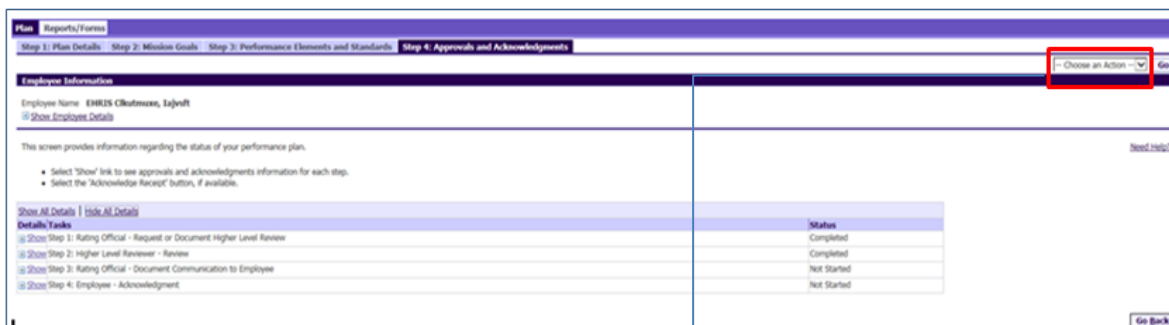 Plan Reports/Forms
Step 1: Plan Details Step 2: Mission Goals Step 3: Performance Elements and Standards Step 4: Approvals and Acknowledgments
-- Choose an Action -- Go
Employee Information
Employee Name EHRIS Clkutmuxe, Iajvsft
Show Employee Details
This screen provides information regarding the status of your performance plan.
Need Help?
• Select 'Show' link to see approvals and acknowledgments information for each step.
• Select the 'Acknowledge Receipt' button, if available.
Show All Details | Hide All Details
Details Tasks Status
Show Step 1: Rating Official - Request or Document Higher Level Review Completed
Show Step 2: Higher Level Reviewer - Review Completed
Show Step 3: Rating Official - Document Communication to Employee Not Started
Show Step 4: Employee - Acknowledgment Not Started
Go Back